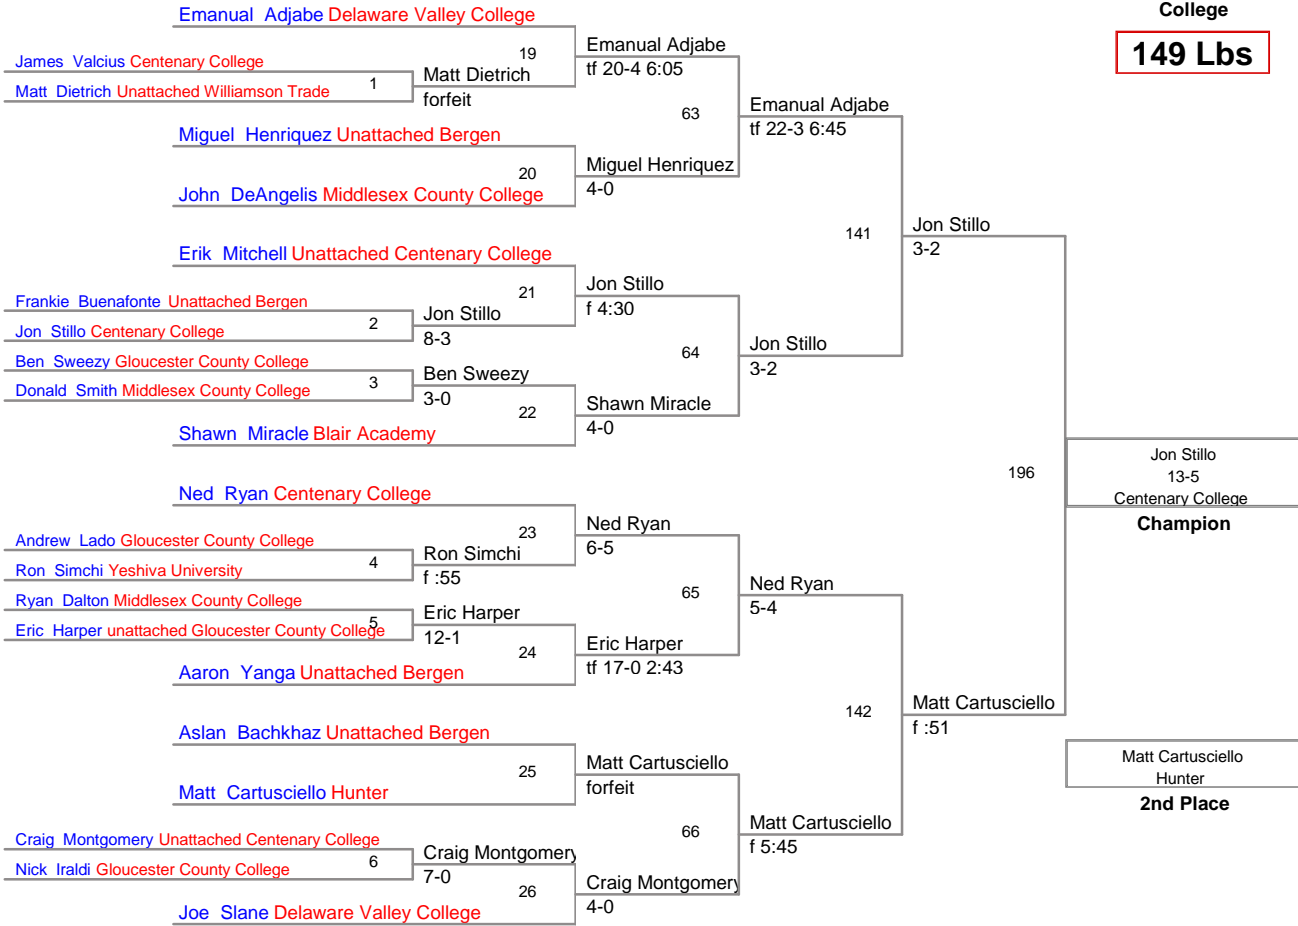 College
149 Lbs
Emanual Adjabe Delaware Valley College
19
Emanual Adjabe
tf 20-4 6:05
James Valcius Centenary College
1
Matt Dietrich Unattached Williamson Trade
Matt Dietrich
forfeit
63
Emanual Adjabe
tf 22-3 6:45
Miguel Henriquez Unattached Bergen
20
Miguel Henriquez
4-0
John DeAngelis Middlesex County College
141
Jon Stillo
3-2
Erik Mitchell Unattached Centenary College
21
Jon Stillo
f 4:30
Frankie Buenafonte Unattached Bergen
2
Jon Stillo Centenary College
Jon Stillo
8-3
64
Jon Stillo
3-2
Ben Sweezy Gloucester County College
3
Donald Smith Middlesex County College
Ben Sweezy
3-0
22
Shawn Miracle
4-0
Shawn Miracle Blair Academy
196
Jon Stillo
13-5
Centenary College
Champion
Ned Ryan Centenary College
23
Ned Ryan
6-5
Andrew Lado Gloucester County College
4
Ron Simchi Yeshiva University
Ron Simchi
f :55
65
Ned Ryan
5-4
Ryan Dalton Middlesex County College
5
Eric Harper unattached Gloucester County College
Eric Harper
12-1
24
Eric Harper
tf 17-0 2:43
Aaron Yanga Unattached Bergen
142
Matt Cartusciello
f :51
Aslan Bachkhaz Unattached Bergen
25
Matt Cartusciello
forfeit
Matt Cartusciello Hunter
66
Matt Cartusciello
f 5:45
Craig Montgomery Unattached Centenary College
6
Nick Iraldi Gloucester County College
Craig Montgomery
7-0
26
Craig Montgomery
4-0
Joe Slane Delaware Valley College
Matt Cartusciello
Hunter
2nd Place